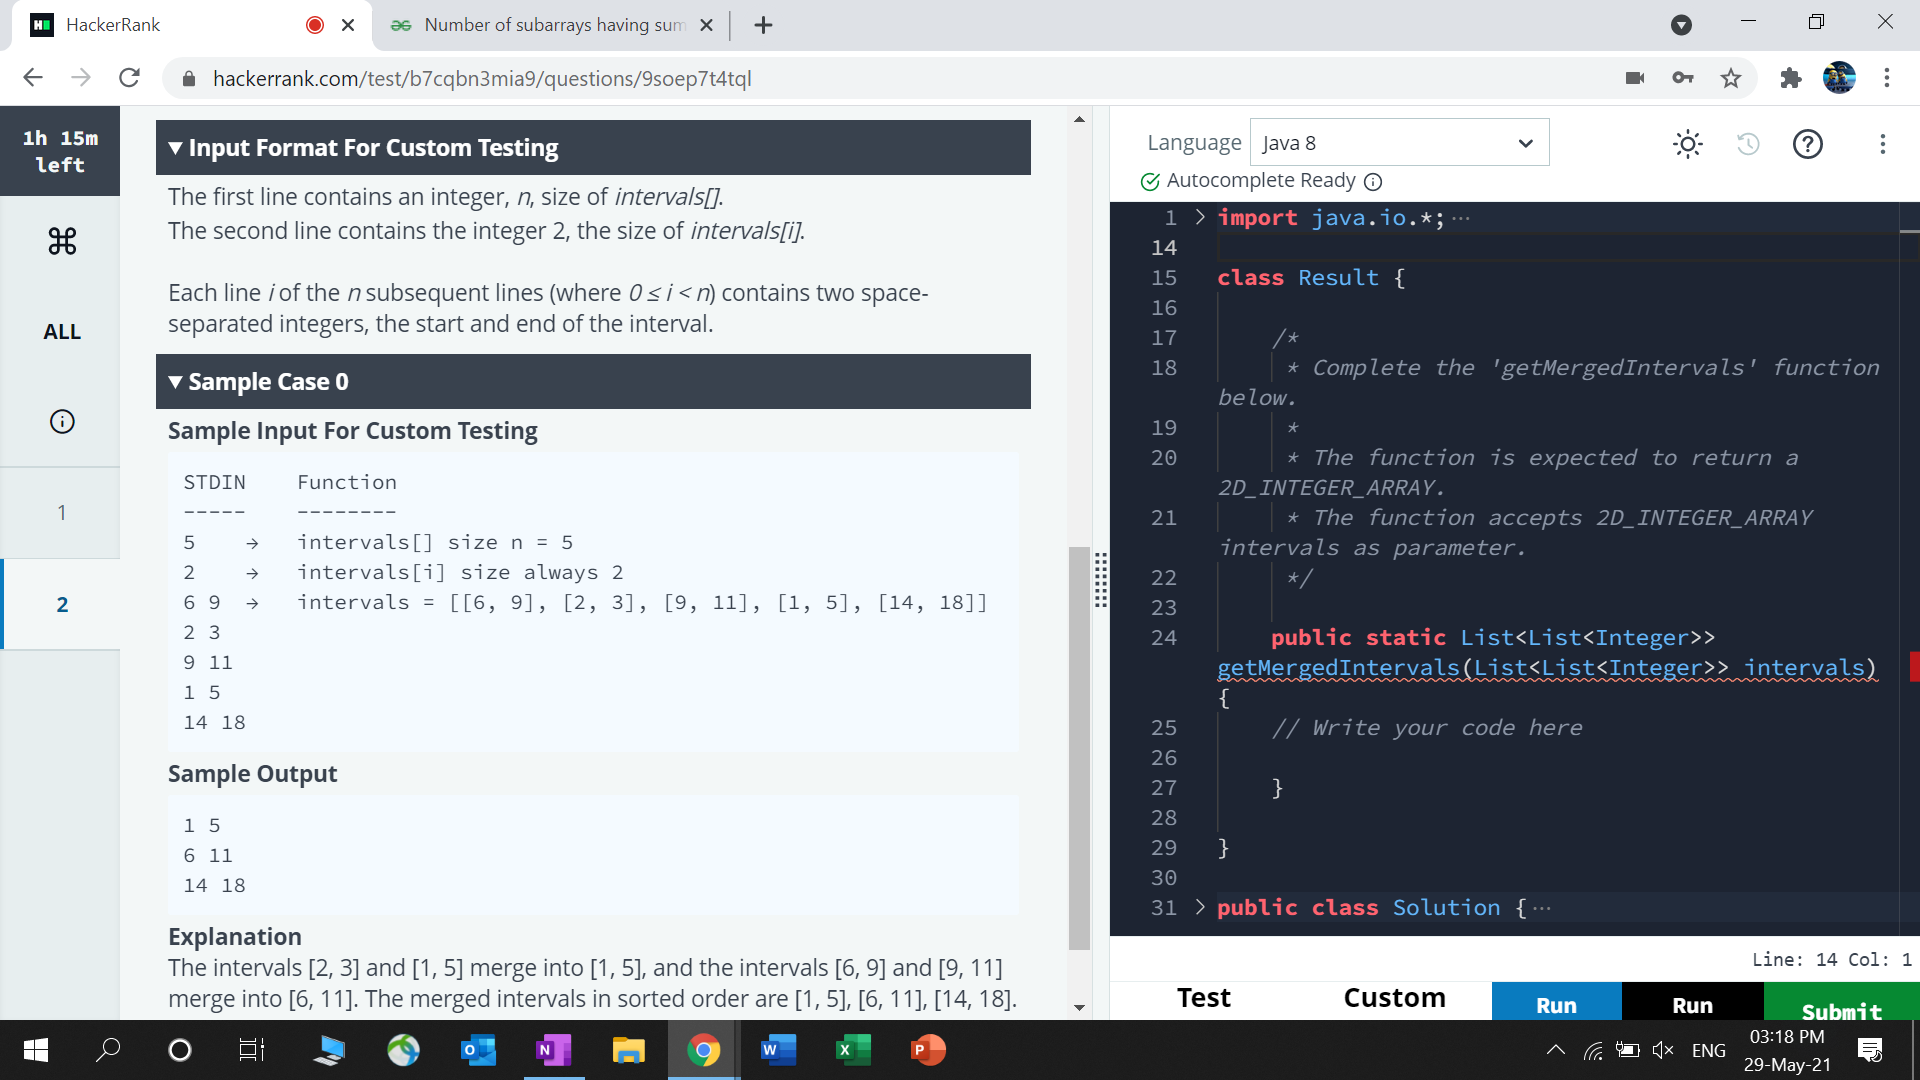 HackerRank
Number of subarrays having sum
hackerrank.com/test/b7cqbn3mia9/questions/9soep7t4tql
1h 15m
left
ALL
1
2
▼ Input Format For Custom Testing
The first line contains an integer, n, size of intervals[].
The second line contains the integer 2, the size of intervals[i].
Each line i of the n subsequent lines (where 0 ≤ i < n) contains two space-
separated integers, the start and end of the interval.
▼ Sample Case 0
Sample Input For Custom Testing
STDIN Function
----- --------
5 → intervals[] size n = 5
2 → intervals[i] size always 2
6 9 → intervals = [[6, 9], [2, 3], [9, 11], [1, 5], [14, 18]]
2 3
9 11
1 5
14 18
Sample Output
1 5
6 11
14 18
Explanation
The intervals [2, 3] and [1, 5] merge into [1, 5], and the intervals [6, 9] and [9, 11]
merge into [6, 11]. The merged intervals in sorted order are [1, 5], [6, 11], [14, 18].
Language Java 8
Autocomplete Ready
1 > import java.io.*; ···
14
15 class Result {
16
17 /*
18 * Complete the 'getMergedIntervals' function
below.
19 *
20 * The function is expected to return a
2D_INTEGER_ARRAY.
21 * The function accepts 2D_INTEGER_ARRAY
intervals as parameter.
22 */
23
24 public static List<List<Integer>>
getMergedIntervals(List<List<Integer>> intervals)
{
25 // Write your code here
26
27 }
28
29 }
30
31 > public class Solution { ···
Line: 14 Col: 1
Test Custom Run Run Submit
ENG
03:18 PM
29-May-21